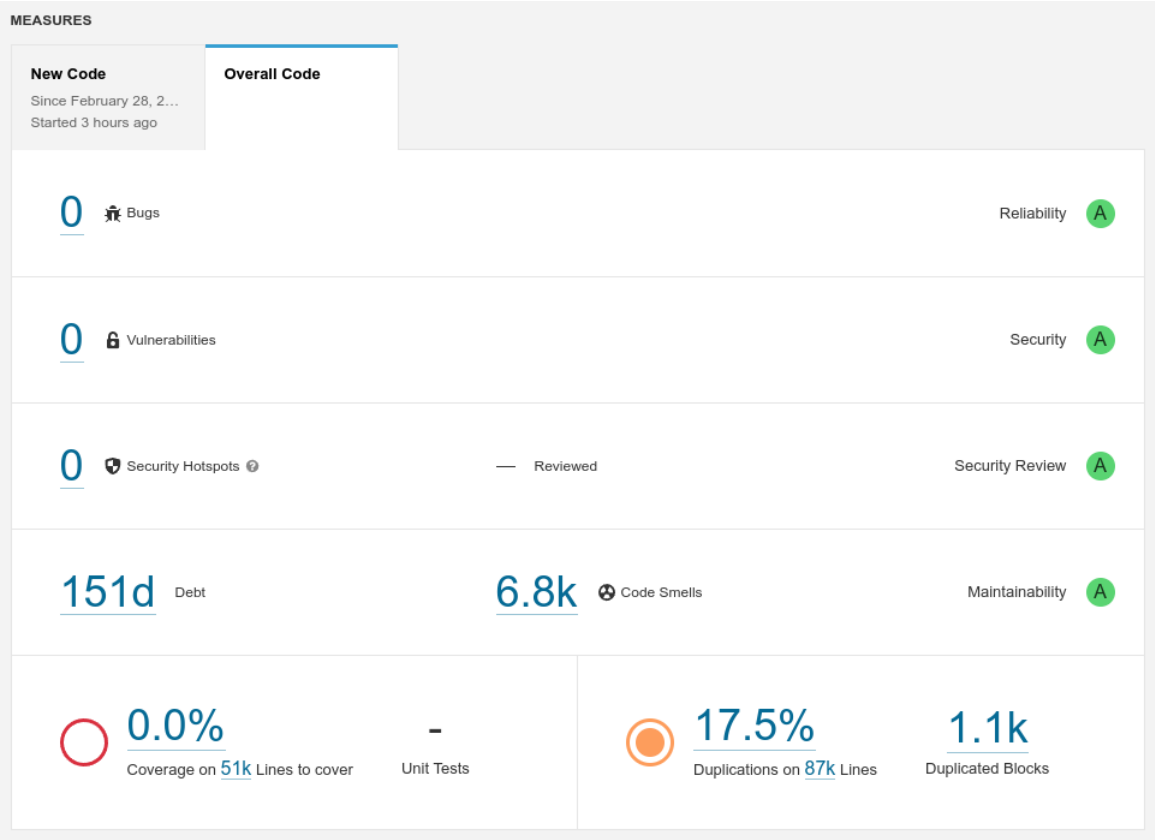 MEASURES
New Code
Since February 28, 2...
Started 3 hours ago
Overall Code
0 Bugs Reliability A
0 Vulnerabilities Security A
0 Security Hotspots ? — Reviewed Security Review A
151d Debt 6.8k Code Smells Maintainability A
0.0%
Coverage on 51k Lines to cover
-
Unit Tests
17.5%
Duplications on 87k Lines
1.1k
Duplicated Blocks